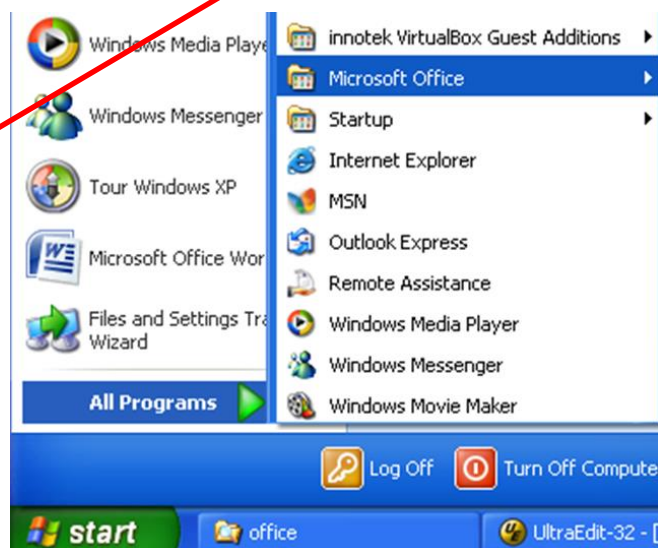 Windows Media Playe
Windows Messenger
Tour Windows XP
Microsoft Office Wor
Files and Settings Tra
Wizard
All Programs
innotek VirtualBox Guest Additions
Microsoft Office
Startup
Internet Explorer
MSN
Outlook Express
Remote Assistance
Windows Media Player
Windows Messenger
Windows Movie Maker
Log Off
Turn Off Compute
start
office
UltraEdit-32 - [